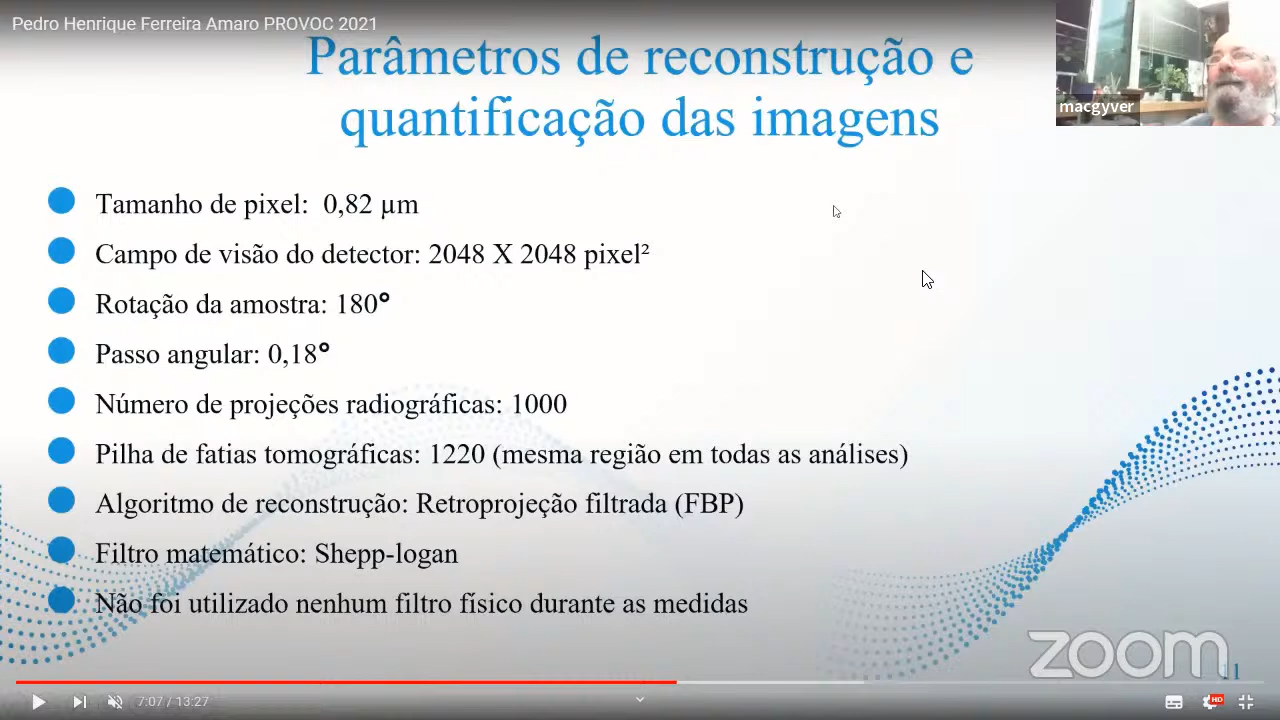 Pedro Henrique Ferreira Amaro PROVOC 2021
Parâmetros de reconstrução e
quantificação das imagens
macgyver
Tamanho de pixel: 0,82 µm
Campo de visão do detector: 2048 X 2048 pixel²
Rotação da amostra: 180°
Passo angular: 0,18°
Número de projeções radiográficas: 1000
Pilha de fatias tomográficas: 1220 (mesma região em todas as análises)
Algoritmo de reconstrução: Retroprojeção filtrada (FBP)
Filtro matemático: Shepp-logan
Não foi utilizado nenhum filtro físico durante as medidas
zoom
11
7:07 / 13:27
HD